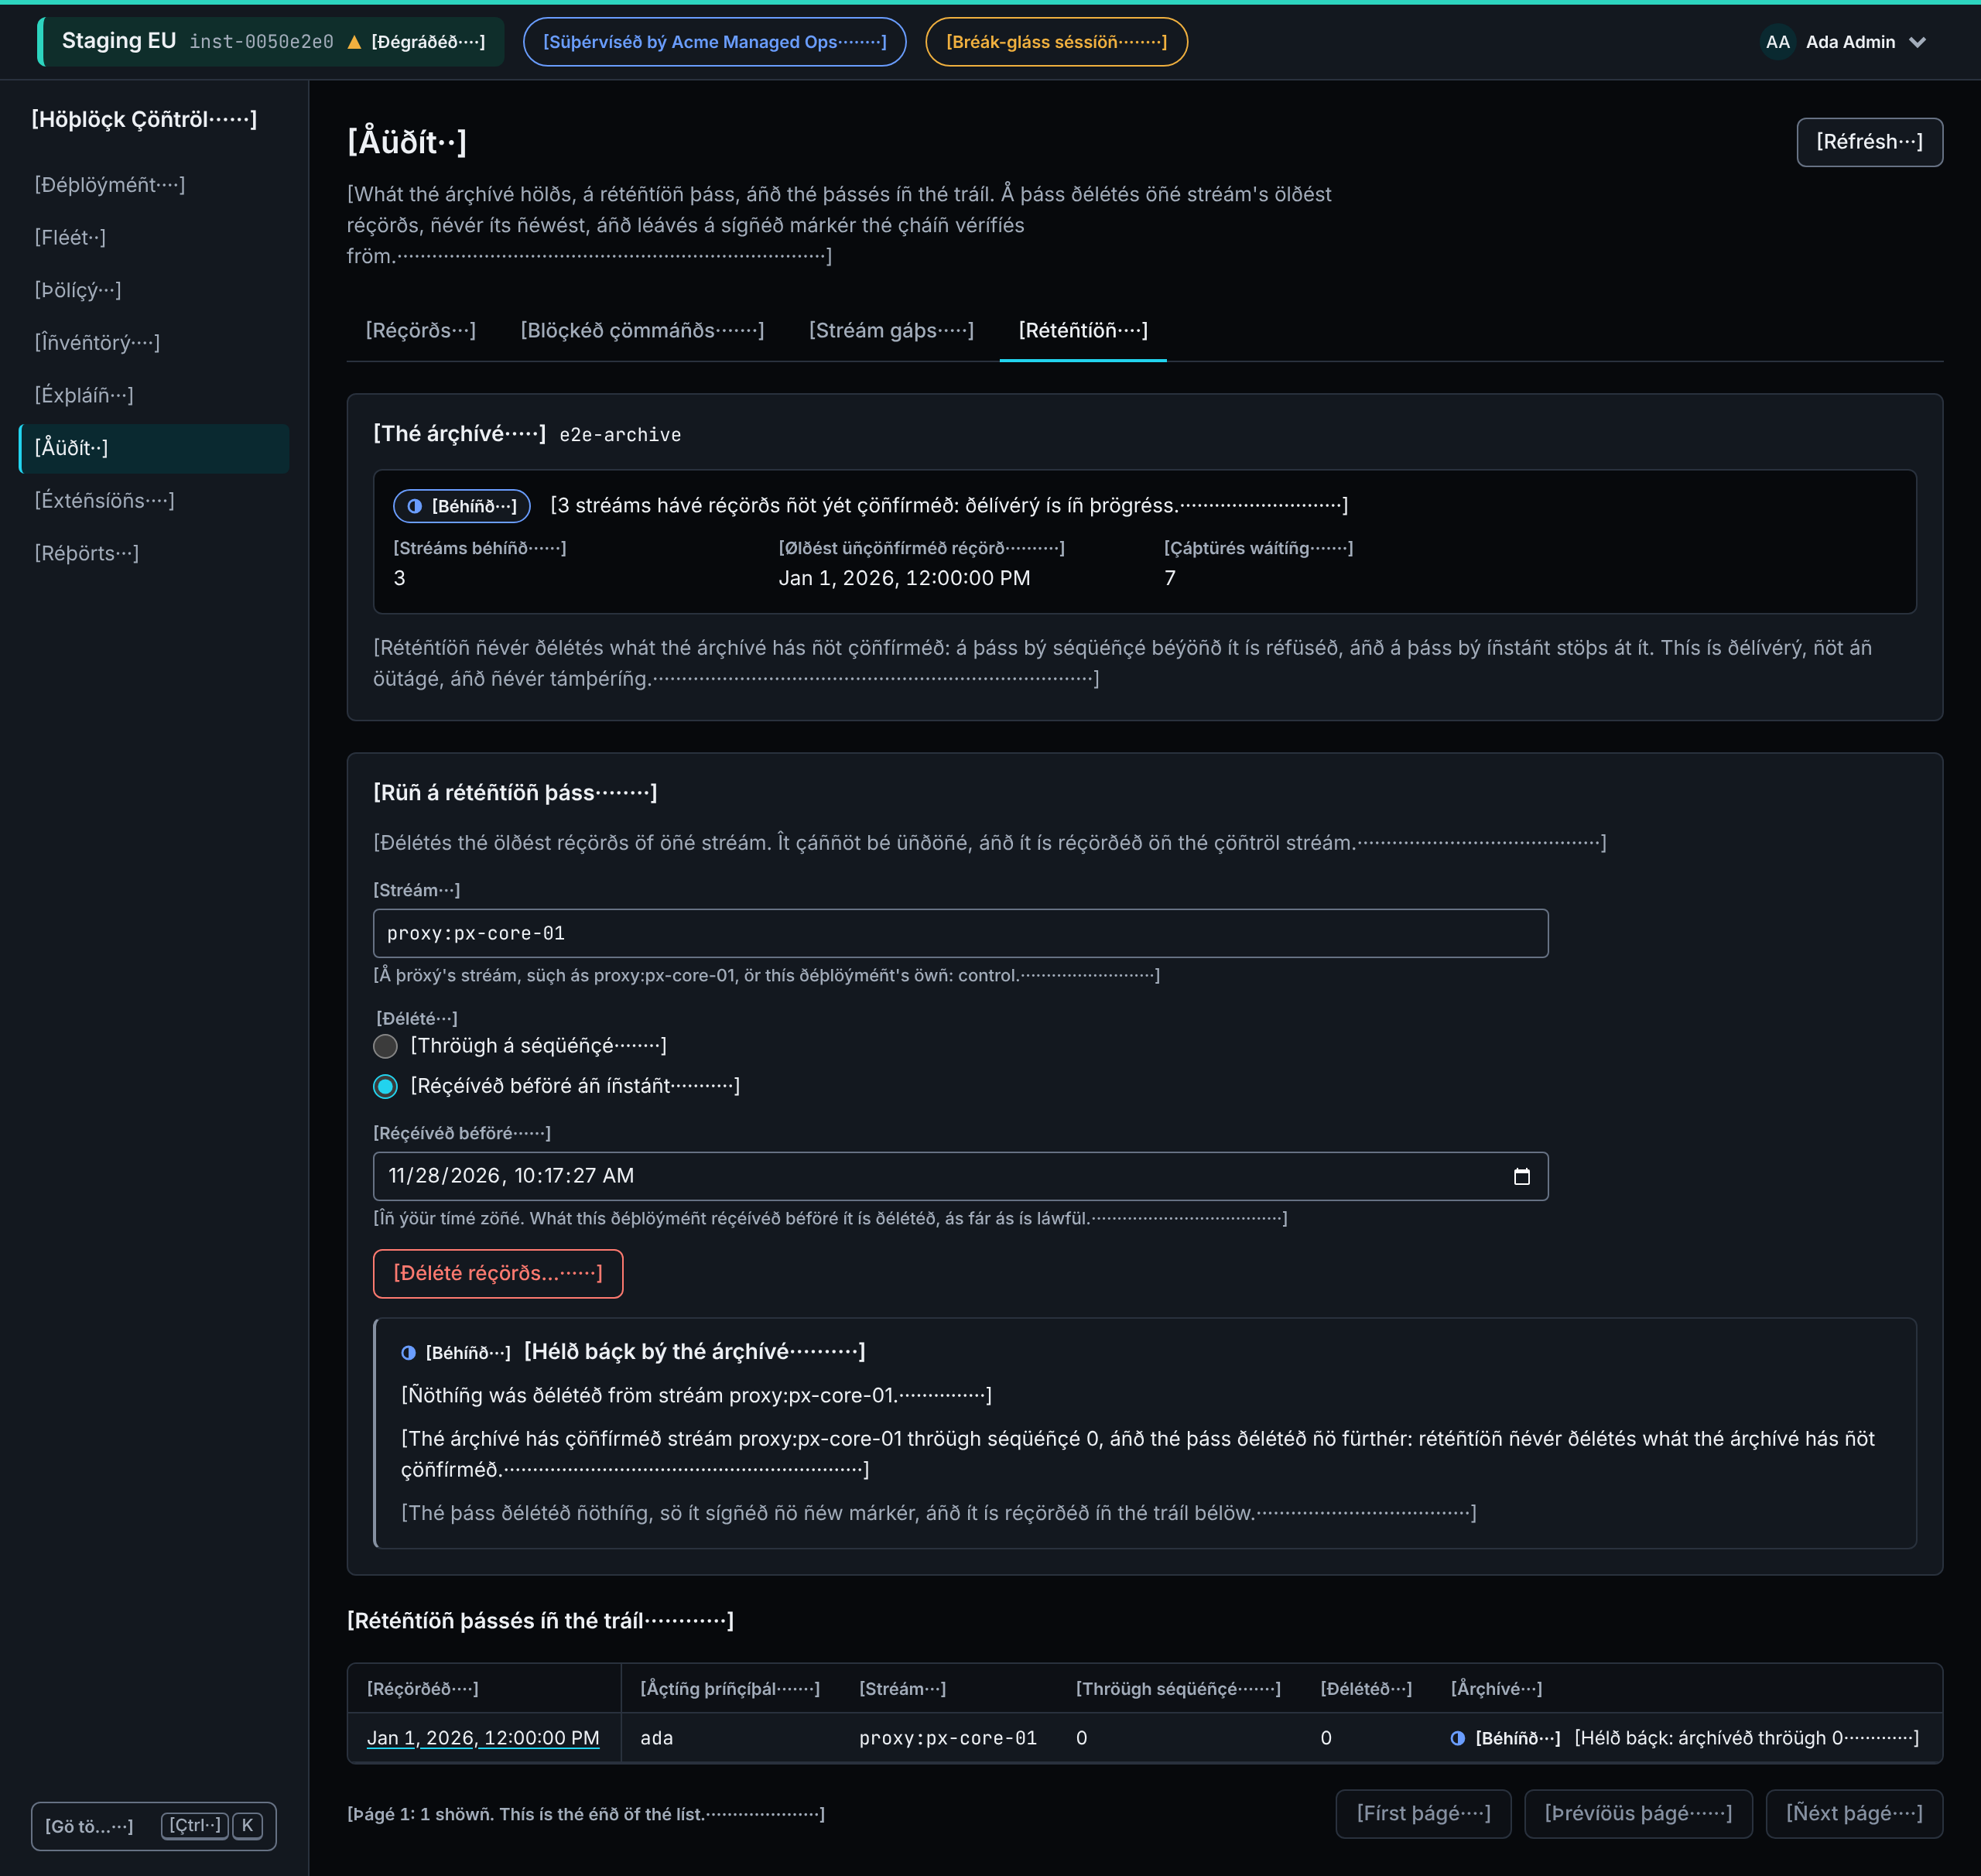 Staging EU inst-0050e2e0 [Ðégráðéð····]
[Süþérvíséð bý Acme Managed Ops········]
[Bréák-gláss séssíöñ········]
AA Ada Admin
[Höþlöçk Çöñtröl······]
[Ðéþlöýméñt····]
[Fléét··]
[Þölíçý···]
[Îñvéñtörý····]
[Éxþláíñ···]
[Åüðít··]
[Éxtéñsíöñs····]
[Réþörts···]
[Gö tö…···] [Çtrl··] K
[Åüðít··]
[Réfrésh···]
[Whát thé árçhívé hölðs, á rétéñtíöñ þáss, áñð thé þássés íñ thé tráíl. Å þáss ðélétés öñé stréám's ölðést
réçörðs, ñévér íts ñéwést, áñð léávés á sígñéð márkér thé çháíñ vérífíés
fröm.··········································································]
[Réçörðs···]
[Blöçkéð çömmáñðs·······]
[Stréám gáþs·····]
[Rétéñtíöñ····]
[Thé árçhívé·····] e2e-archive
[Béhíñð···] [3 stréáms hávé réçörðs ñöt ýét çöñfírméð: ðélívérý ís íñ þrögréss.····························]
[Stréáms béhíñð······] [Ølðést üñçöñfírméð réçörð··········] [Çáþtürés wáítíñg·······]
3 Jan 1, 2026, 12:00:00 PM 7
[Rétéñtíöñ ñévér ðélétés whát thé árçhívé hás ñöt çöñfírméð: á þáss bý séqüéñçé béýöñð ít ís réfüséð, áñð á þáss bý íñstáñt stöþs át ít. Thís ís ðélívérý, ñöt áñ
öütágé, áñð ñévér támþéríñg.············································································]
[Rüñ á rétéñtíöñ þáss········]
[Ðélétés thé ölðést réçörðs öf öñé stréám. Ît çáññöt bé üñðöñé, áñð ít ís réçörðéð öñ thé çöñtröl stréám.··········································]
[Stréám···]
proxy:px-core-01
[Å þröxý's stréám, süçh ás proxy:px-core-01, ör thís ðéþlöýméñt's öwñ: control.··························]
[Ðélété···]
[Thröügh á séqüéñçé········]
[Réçéívéð béföré áñ íñstáñt···········]
[Réçéívéð béföré······]
11/28/2026, 10:17:27 AM
[Îñ ýöür tímé zöñé. Whát thís ðéþlöýméñt réçéívéð béföré ít ís ðélétéð, ás fár ás ís láwfül.·································]
[Ðélété réçörðs…······]
[Béhíñð···] [Hélð báçk bý thé árçhívé··········]
[Ñöthíñg wás ðélétéð fröm stréám proxy:px-core-01.···············]
[Thé árçhívé hás çöñfírméð stréám proxy:px-core-01 thröügh séqüéñçé 0, áñð thé þáss ðélétéð ñö fürthér: rétéñtíöñ ñévér ðélétés whát thé árçhívé hás ñöt
çöñfírméð.······························································]
[Thé þáss ðélétéð ñöthíñg, sö ít sígñéð ñö ñéw márkér, áñð ít ís réçörðéð íñ thé tráíl bélöw.·····································]
[Rétéñtíöñ þássés íñ thé tráíl············]
[Réçörðéð····] [Åçtíñg þríñçíþál·······] [Stréám···] [Thröügh séqüéñçé·······] [Ðélétéð···] [Årçhívé···]
Jan 1, 2026, 12:00:00 PM ada proxy:px-core-01 0 0 [Béhíñð···] [Hélð báçk: árçhívéð thröügh 0············]
[Þágé 1: 1 shöwñ. Thís ís thé éñð öf thé líst.····················]
[Fírst þágé····]
[Þrévíöüs þágé······]
[Ñéxt þágé····]